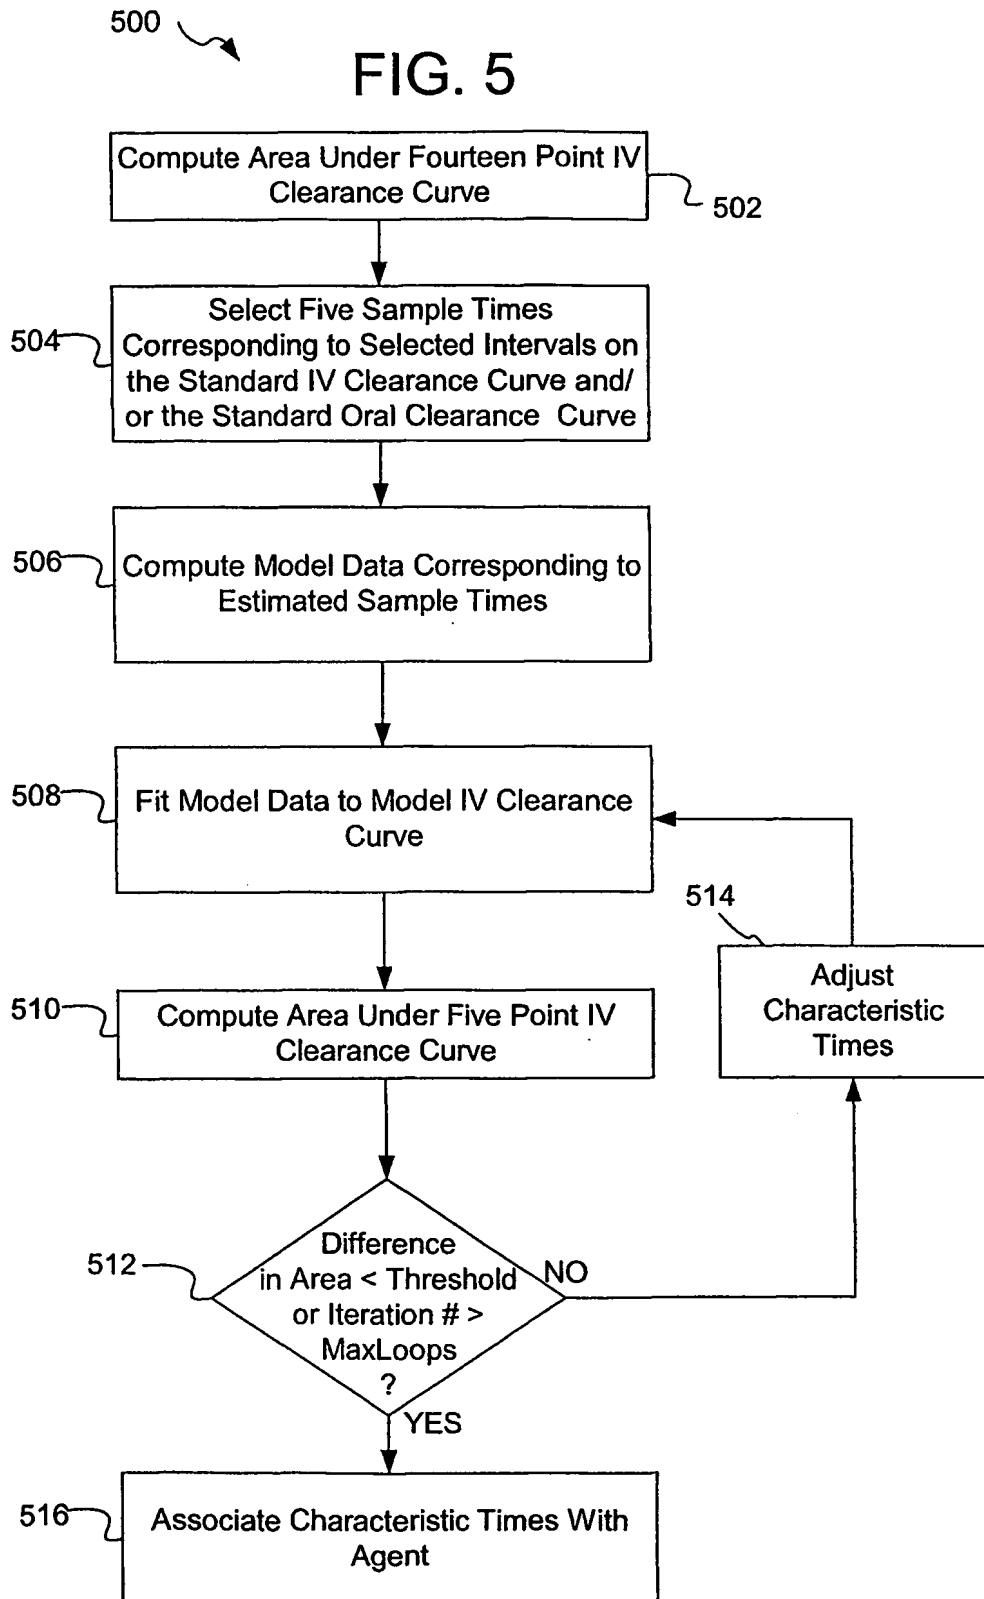 500
FIG. 5
Compute Area Under Fourteen Point IV
Clearance Curve
502
Select Five Sample Times
Corresponding to Selected Intervals on
the Standard IV Clearance Curve and/
or the Standard Oral Clearance Curve
504
506
Compute Model Data Corresponding to
Estimated Sample Times
508
Fit Model Data to Model IV Clearance
Curve
514
Adjust
Characteristic
Times
510
Compute Area Under Five Point IV
Clearance Curve
512
Difference
in Area < Threshold
or Iteration # >
MaxLoops
?
NO
YES
516
Associate Characteristic Times With
Agent